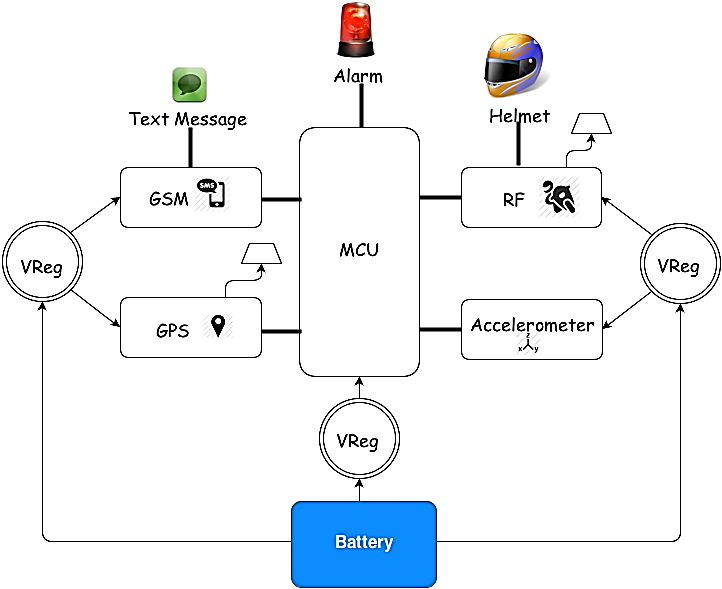 Alarm
Text Message
Helmet
GSM
SMS
RF
VReg
MCU
VReg
GPS
Accelerometer
z
x y
VReg
Battery